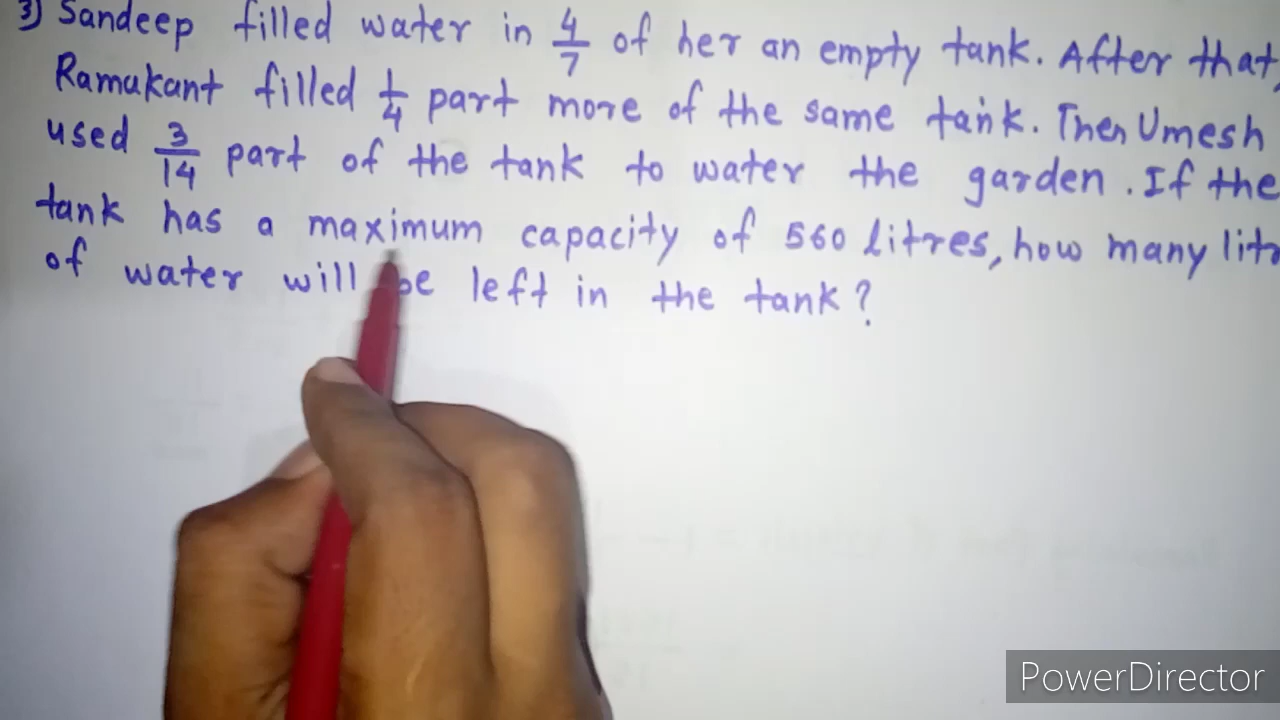 3) Sandeep filled water in 4/7 of her an empty tank. After that,
Ramakant filled 1/4 part more of the same tank. Then Umesh
used 3/14 part of the tank to water the garden. If the
tank has a maximum capacity of 560 litres, how many litr
of water will be left in the tank?
PowerDirector